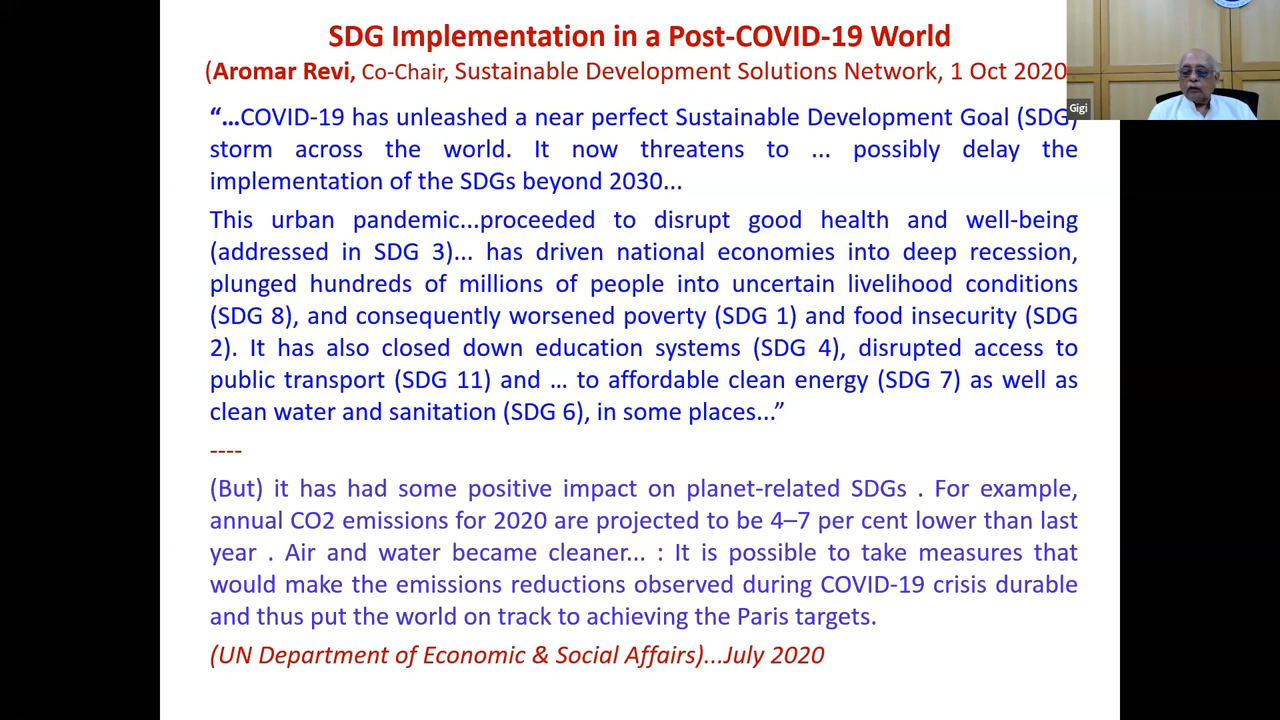 SDG Implementation in a Post-COVID-19 World
(Aromar Revi, Co-Chair, Sustainable Development Solutions Network, 1 Oct 2020
Gigi
“...COVID-19 has unleashed a near perfect Sustainable Development Goal (SDG)
storm across the world. It now threatens to ... possibly delay the
implementation of the SDGs beyond 2030...
This urban pandemic...proceeded to disrupt good health and well-being
(addressed in SDG 3)... has driven national economies into deep recession,
plunged hundreds of millions of people into uncertain livelihood conditions
(SDG 8), and consequently worsened poverty (SDG 1) and food insecurity (SDG
2). It has also closed down education systems (SDG 4), disrupted access to
public transport (SDG 11) and ... to affordable clean energy (SDG 7) as well as
clean water and sanitation (SDG 6), in some places...”
----
(But) it has had some positive impact on planet-related SDGs . For example,
annual CO2 emissions for 2020 are projected to be 4–7 per cent lower than last
year . Air and water became cleaner... : It is possible to take measures that
would make the emissions reductions observed during COVID-19 crisis durable
and thus put the world on track to achieving the Paris targets.
(UN Department of Economic & Social Affairs)...July 2020